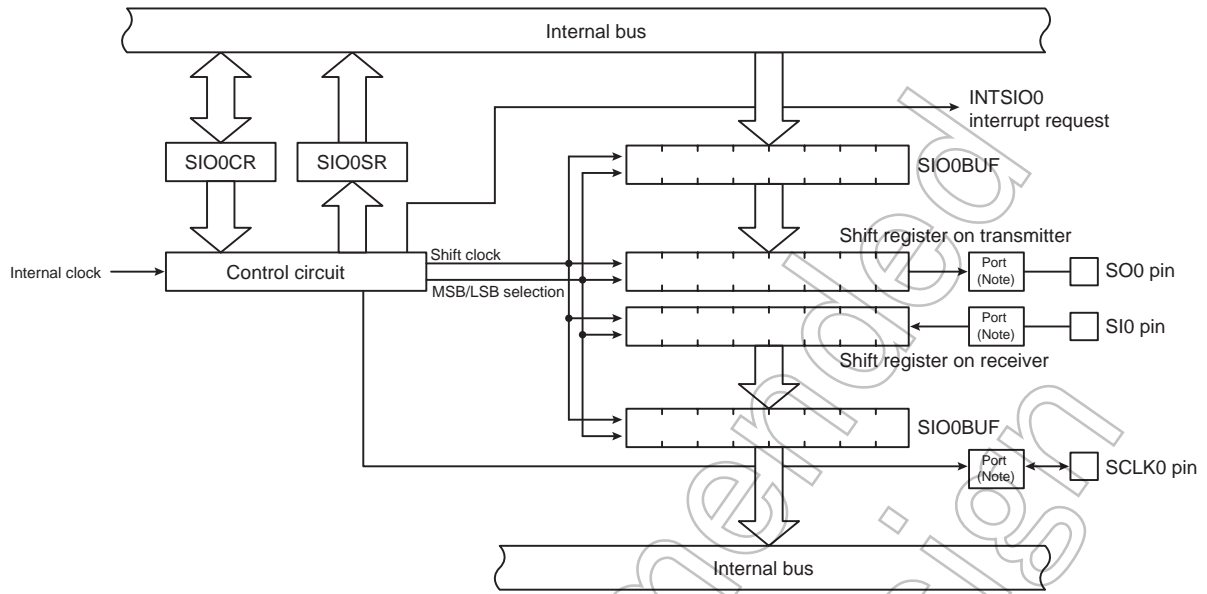 Internal bus
INTSIO0
interrupt request
SIO0CR
SIO0SR
SIO0BUF
Shift register on transmitter
Internal clock
Control circuit
Shift clock
MSB/LSB selection
Port
(Note)
SO0 pin
Port
(Note)
SI0 pin
Shift register on receiver
SIO0BUF
Port
(Note)
SCLK0 pin
Internal bus